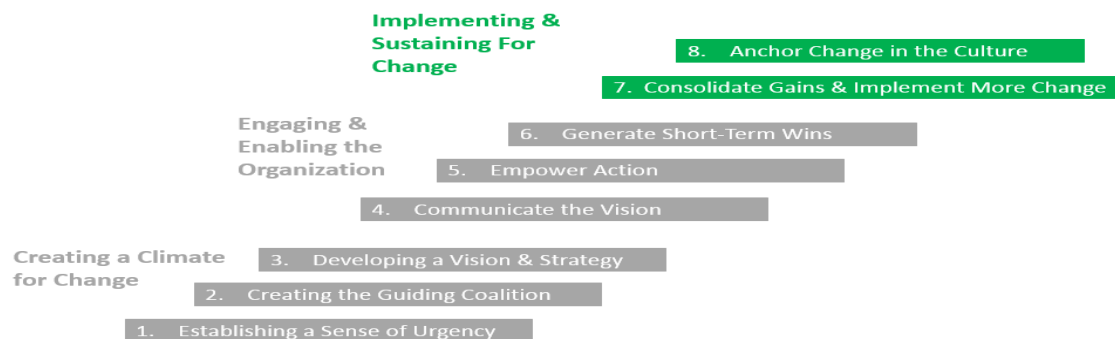 Implementing &
Sustaining For
Change
8. Anchor Change in the Culture
7. Consolidate Gains & Implement More Change
Engaging &
Enabling the
Organization
6. Generate Short-Term Wins
5. Empower Action
4. Communicate the Vision
Creating a Climate
for Change
3. Developing a Vision & Strategy
2. Creating the Guiding Coalition
1. Establishing a Sense of Urgency